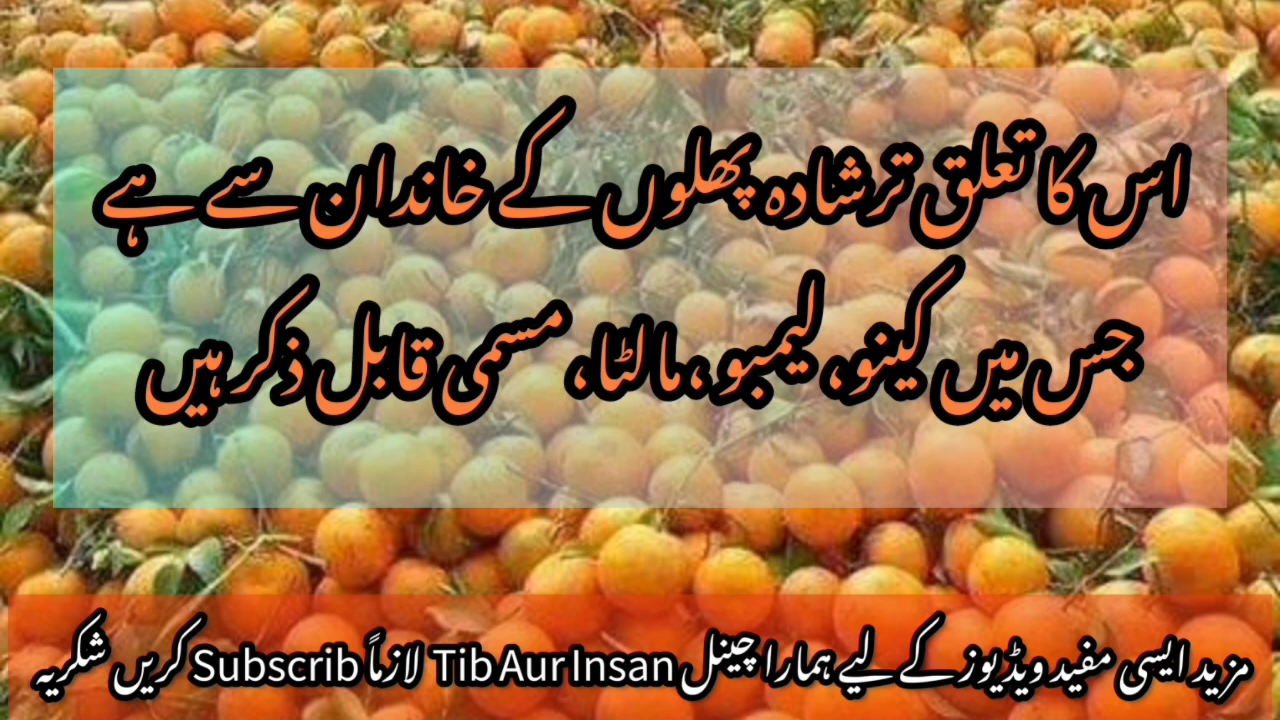 اس کا تعلق ترشادہ پھلوں کے خاندان سے ہے
جس میں کینو، لیمبو، مالٹا، مسمی قابل ذکر ہیں
مزید ایسی مفید ویڈیوز کے لیے ہمارا چینل Tib Aur Insan لازماً Subscrib کریں شکریہ